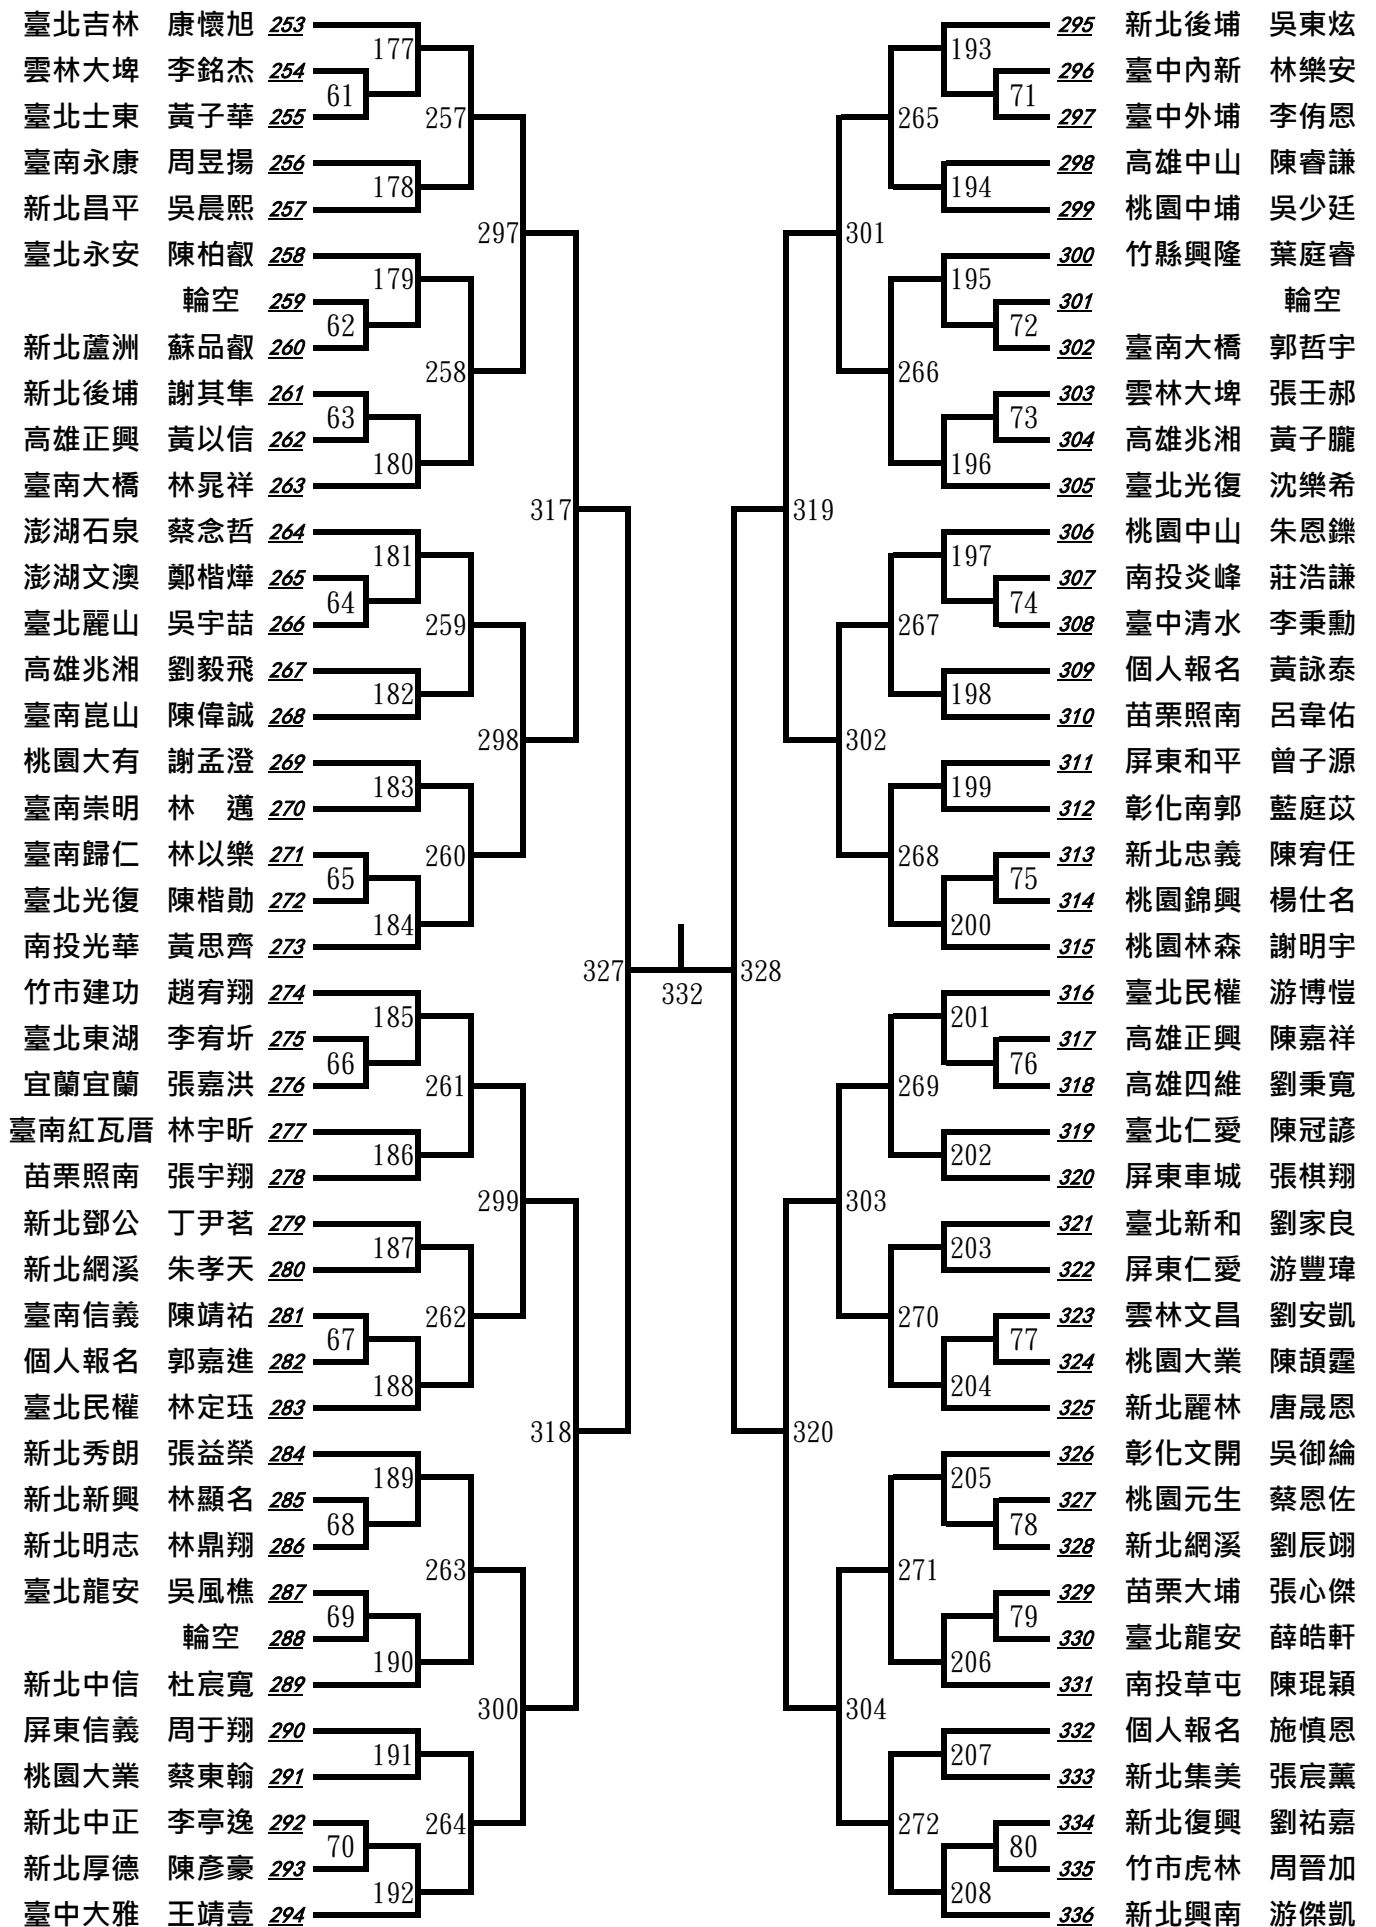 臺北吉林 康懷旭 253
雲林大埤 李銘杰 254
臺北士東 黃子華 255
臺南永康 周昱揚 256
新北昌平 吳晨熙 257
臺北永安 陳柏叡 258
輪空 259
新北蘆洲 蘇品叡 260
新北後埔 謝其隼 261
高雄正興 黃以信 262
臺南大橋 林晁祥 263
澎湖石泉 蔡念哲 264
澎湖文澳 鄭楷燁 265
臺北麗山 吳宇喆 266
高雄兆湘 劉毅飛 267
臺南崑山 陳偉誠 268
桃園大有 謝孟澄 269
臺南崇明 林 邁 270
臺南歸仁 林以樂 271
臺北光復 陳楷勛 272
南投光華 黃思齊 273
竹市建功 趙宥翔 274
臺北東湖 李宥圻 275
宜蘭宜蘭 張嘉洪 276
臺南紅瓦厝 林宇昕 277
苗栗照南 張宇翔 278
新北鄧公 丁尹茗 279
新北網溪 朱孝天 280
臺南信義 陳靖祐 281
個人報名 郭嘉進 282
臺北民權 林定玨 283
新北秀朗 張益榮 284
新北新興 林顯名 285
新北明志 林鼎翔 286
臺北龍安 吳風樵 287
輪空 288
新北中信 杜宸寬 289
屏東信義 周于翔 290
桃園大業 蔡東翰 291
新北中正 李亭逸 292
新北厚德 陳彥豪 293
臺中大雅 王靖壹 294
61
62
63
64
65
66
67
68
69
70
177
178
179
180
181
182
183
184
185
186
187
188
189
190
191
192
257
258
259
260
261
262
263
264
297
298
299
300
317
318
327
332
328
319
320
301
302
303
304
265
266
267
268
269
270
271
272
193
194
195
196
197
198
199
200
201
202
203
204
205
206
207
208
71
72
73
74
75
76
77
78
79
80
295 新北後埔 吳東炫
296 臺中內新 林樂安
297 臺中外埔 李侑恩
298 高雄中山 陳睿謙
299 桃園中埔 吳少廷
300 竹縣興隆 葉庭睿
301 輪空
302 臺南大橋 郭哲宇
303 雲林大埤 張王郝
304 高雄兆湘 黃子朧
305 臺北光復 沈樂希
306 桃園中山 朱恩鑠
307 南投炎峰 莊浩謙
308 臺中清水 李秉勳
309 個人報名 黃詠泰
310 苗栗照南 呂韋佑
311 屏東和平 曾子源
312 彰化南郭 藍庭苡
313 新北忠義 陳宥任
314 桃園錦興 楊仕名
315 桃園林森 謝明宇
316 臺北民權 游博愷
317 高雄正興 陳嘉祥
318 高雄四維 劉秉寬
319 臺北仁愛 陳冠諺
320 屏東車城 張棋翔
321 臺北新和 劉家良
322 屏東仁愛 游豐瑋
323 雲林文昌 劉安凱
324 桃園大業 陳頡霆
325 新北麗林 唐晟恩
326 彰化文開 吳御綸
327 桃園元生 蔡恩佐
328 新北網溪 劉辰翊
329 苗栗大埔 張心傑
330 臺北龍安 薛皓軒
331 南投草屯 陳琨穎
332 個人報名 施慎恩
333 新北集美 張宸薰
334 新北復興 劉祐嘉
335 竹市虎林 周晉加
336 新北興南 游傑凱